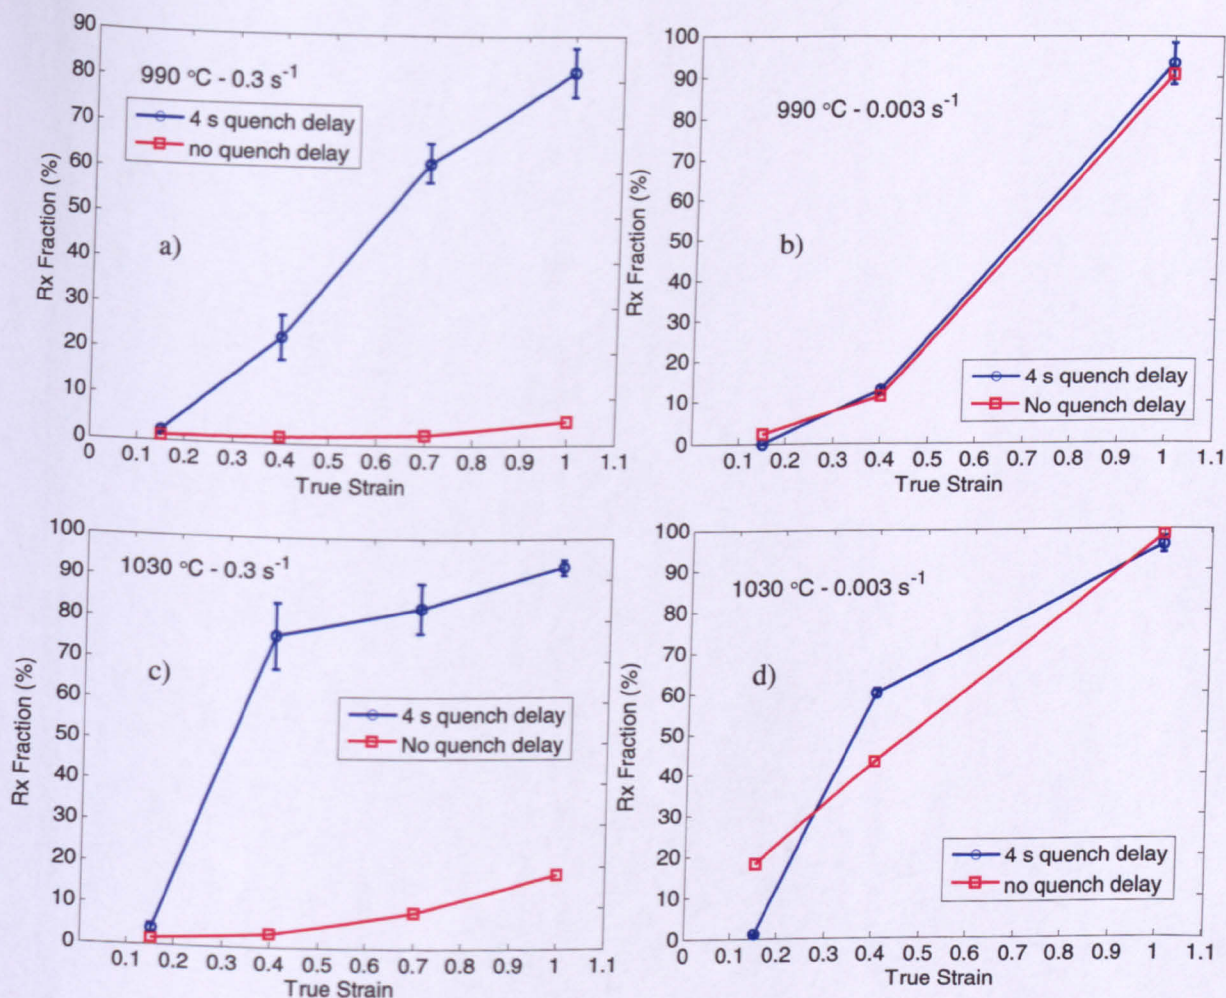 90
80
70
60
50
40
30
20
10
0
990 °C - 0.3 s⁻¹
4 s quench delay
no quench delay
a)
Rx Fraction (%)
0 0.1 0.2 0.3 0.4 0.5 0.6 0.7 0.8 0.9 1 1.1
True Strain
100
90
80
70
60
50
40
30
20
10
0
990 °C - 0.003 s⁻¹
b)
Rx Fraction (%)
4 s quench delay
No quench delay
0.1 0.2 0.3 0.4 0.5 0.6 0.7 0.8 0.9 1 1.1
True Strain
100
90
80
70
60
50
40
30
20
10
0
1030 °C - 0.3 s⁻¹
c)
Rx Fraction (%)
4 s quench delay
No quench delay
0.1 0.2 0.3 0.4 0.5 0.6 0.7 0.8 0.9 1 1.1
True Strain
100
90
80
70
60
50
40
30
20
10
0
1030 °C - 0.003 s⁻¹
d)
Rx Fraction (%)
4 s quench delay
no quench delay
0 0.1 0.2 0.3 0.4 0.5 0.6 0.7 0.8 0.9 1 1.1
True Strain